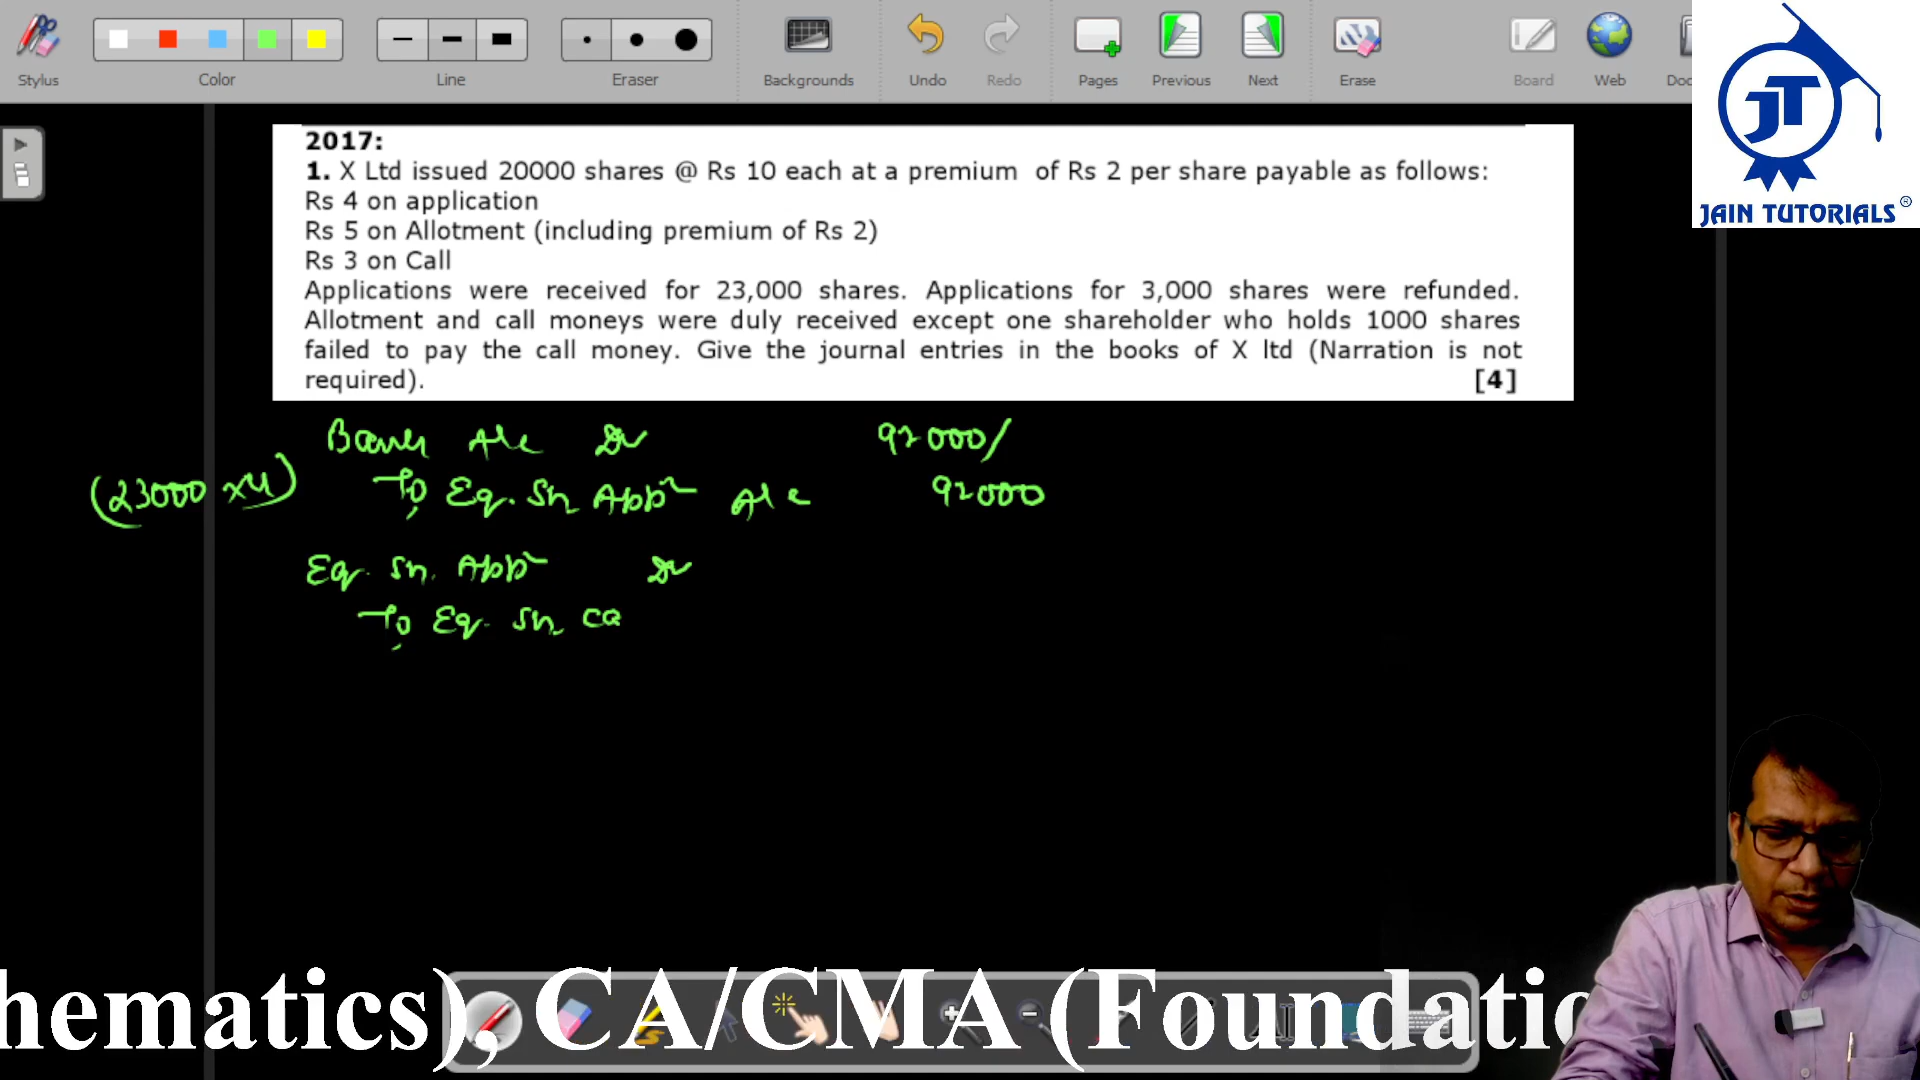 Stylus
Color
Line
Eraser
Backgrounds
Undo
Redo
Pages
Previous
Next
Erase
Board
Web
JT
JAIN TUTORIALS ®
2017:
1. X Ltd issued 20000 shares @ Rs 10 each at a premium of Rs 2 per share payable as follows:
Rs 4 on application
Rs 5 on Allotment (including premium of Rs 2)
Rs 3 on Call
Applications were received for 23,000 shares. Applications for 3,000 shares were refunded.
Allotment and call moneys were duly received except one shareholder who holds 1000 shares
failed to pay the call money. Give the journal entries in the books of X ltd (Narration is not
required). [4]
A/c Dr 92000/
(23000 x4) To Eq. Sh A/c 92000
Eq. Sh. Dr
To Eq. Sh Ca
hematics), CA/CMA (Foundatio